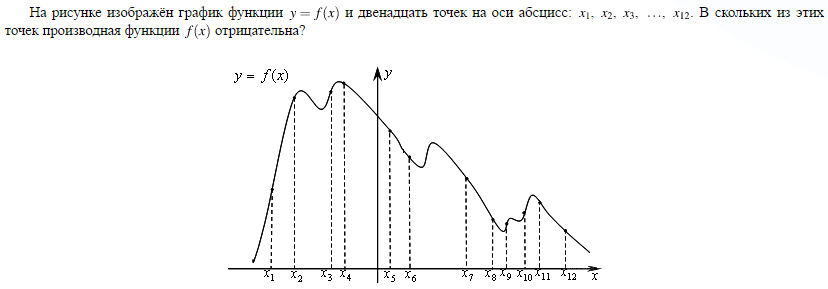 На рисунке изображён график функции y = f(x) и двенадцать точек на оси абсцисс: x₁, x₂, x₃, …, x₁₂. В скольких из этих
точек производная функции f(x) отрицательна?
y = f(x)
y
x₁ x₂ x₃ x₄ x₅ x₆ x₇ x₈ x₉ x₁₀ x₁₁ x₁₂ x